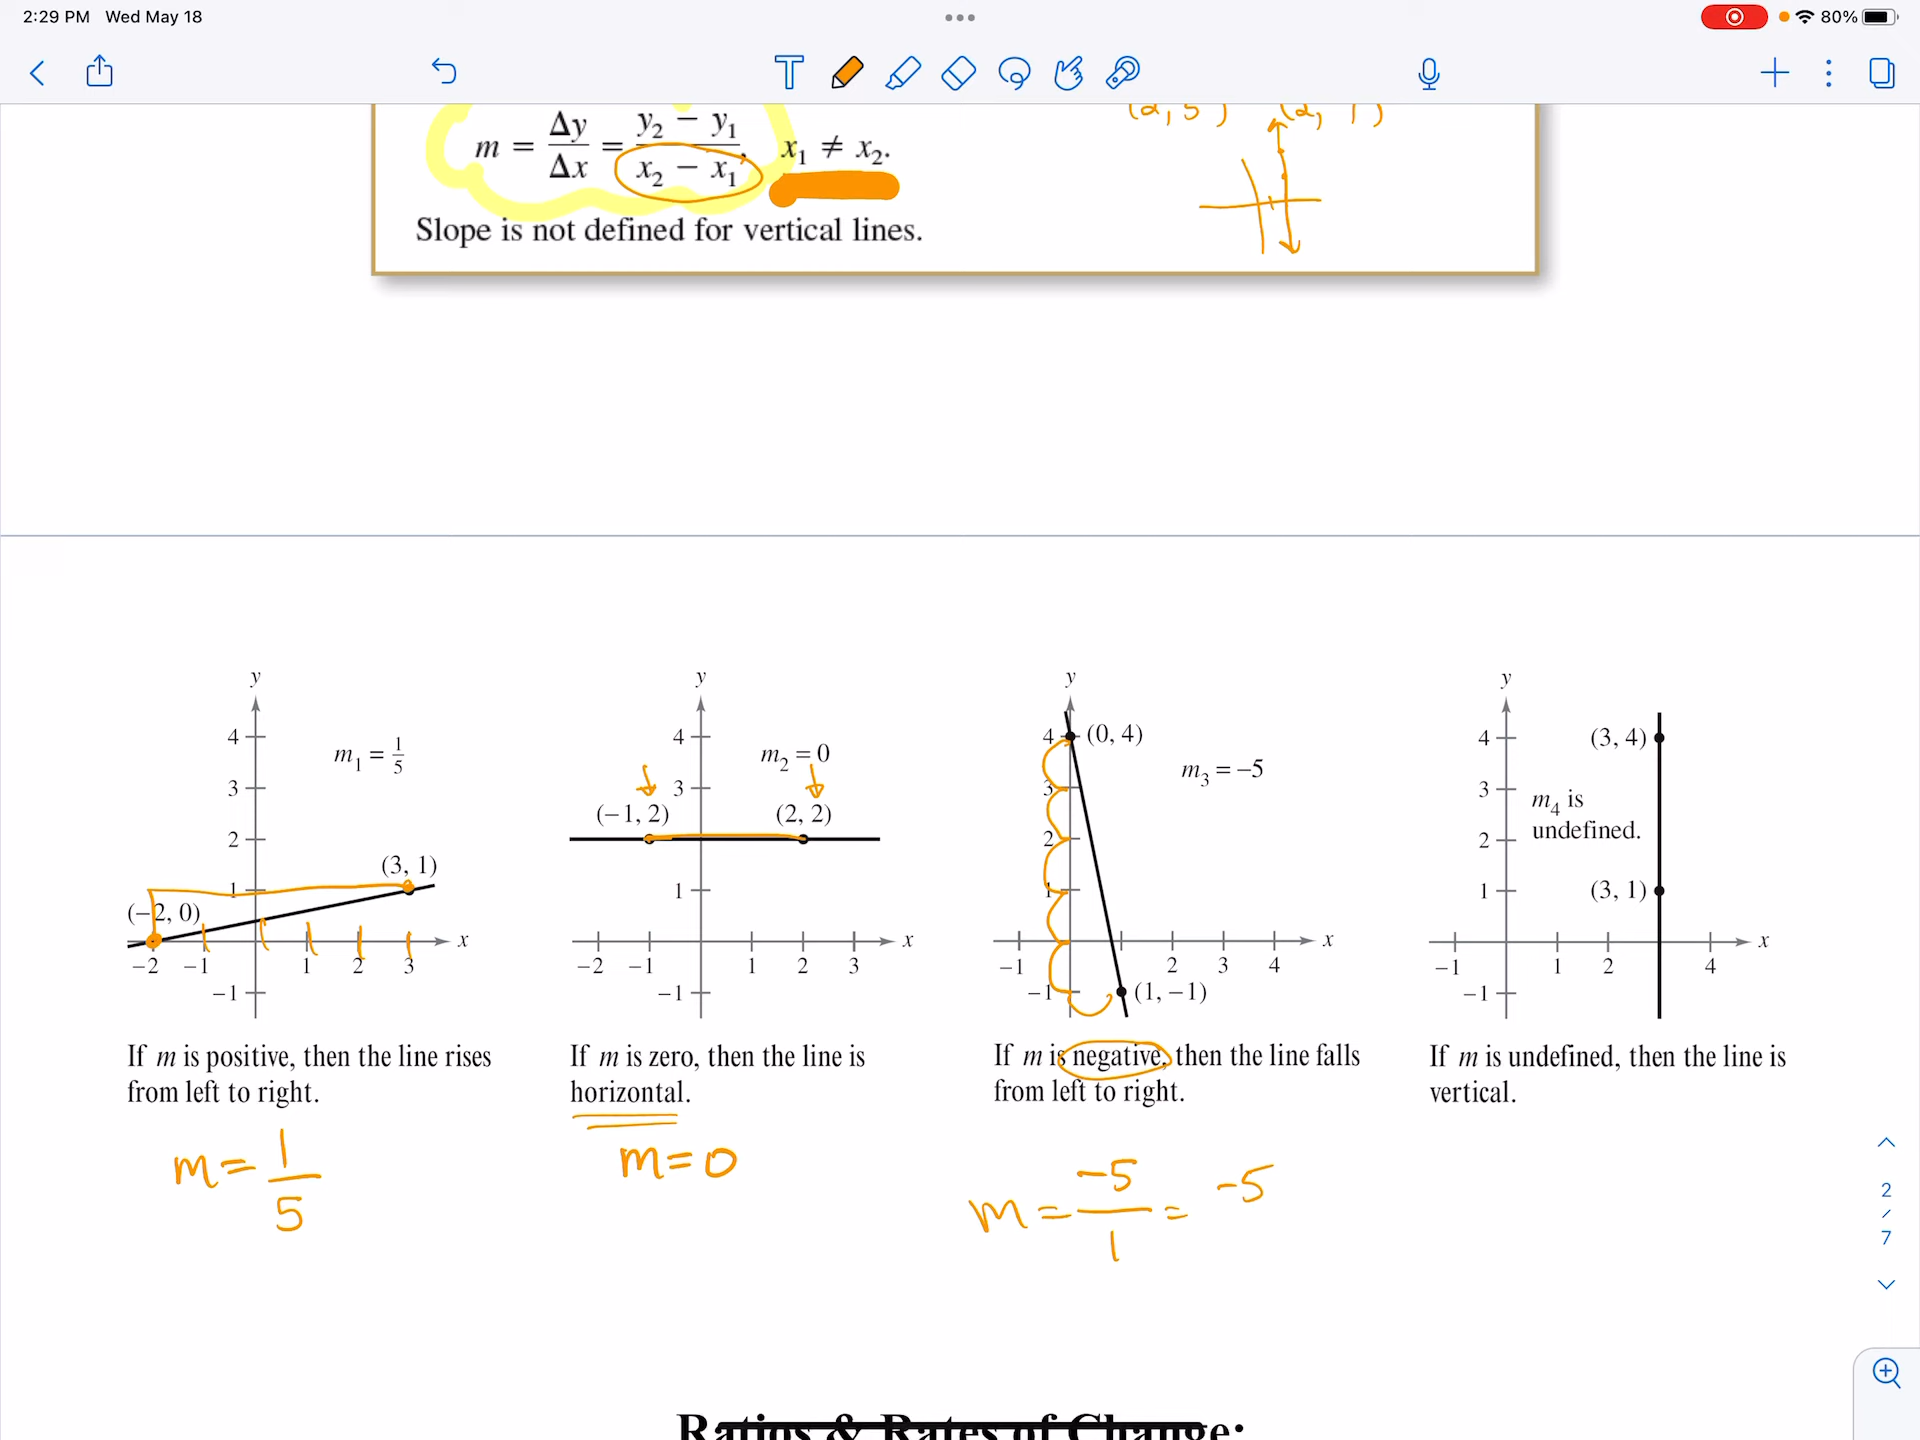 2:29 PM Wed May 18
80%
m = Δy/Δx = y₂ − y₁/x₂ − x₁, x₁ ≠ x₂.
Slope is not defined for vertical lines.
y
4
3
2
1
−1
m₁ = 1/5
(3, 1)
(−2, 0)
−2 −1 1 2 3 x
If m is positive, then the line rises
from left to right.
m = 1/5
y
4
3
1
−1
m₂ = 0
(−1, 2) (2, 2)
−2 −1 1 2 3 x
If m is zero, then the line is
horizontal.
m = 0
y
4
3
2
1
−1
(0, 4)
m₃ = −5
−1 2 3 4 x
(1, −1)
If m is negative, then the line falls
from left to right.
m = -5/1 = -5
y
4
3
2
1
−1
(3, 4)
m₄ is
undefined.
(3, 1)
−1 1 2 4 x
If m is undefined, then the line is
vertical.
2
/
7
Ratios & Rates of Change: